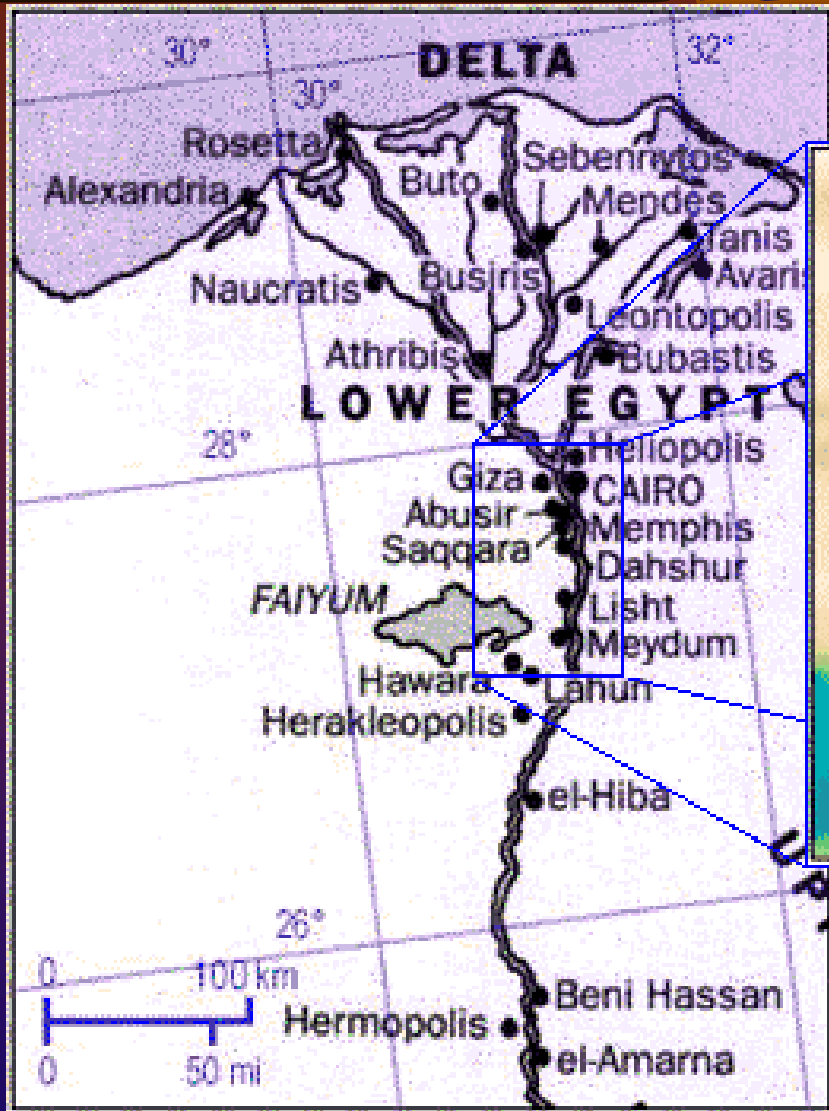 30°
DELTA
32°
30°
Rosetta
Sebennytos
Alexandria
Buto
Mendes
Tanis
Naucratis
Busiris
Avaris
Leontopolis
Athribis
Bubastis
LOWER EGYPT
28°
Heliopolis
Giza
CAIRO
Abusir
Memphis
Saqqara
Dahshur
FAIYUM
Lisht
Meydum
Hawara
Lahun
Herakleopolis
el-Hiba
UP
26°
0 100 km
Beni Hassan
Hermopolis
el-Amarna
0 50 mi